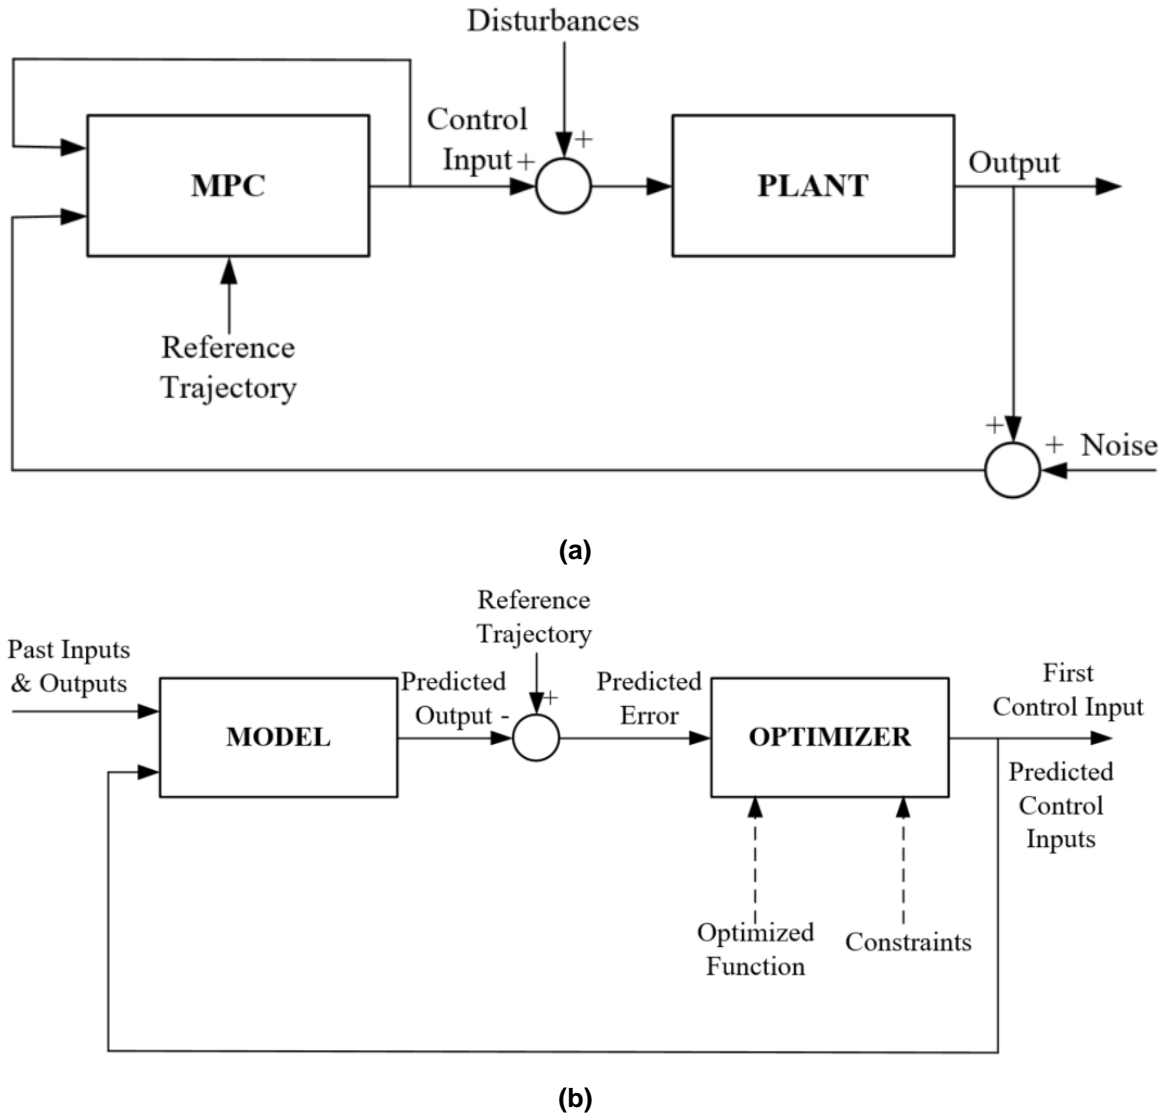 Disturbances
Control
Input +
+
MPC
PLANT
Output
Reference
Trajectory
+
+ Noise
(a)
Reference
Trajectory
Past Inputs
& Outputs
Predicted
Output -
+
Predicted
Error
First
Control Input
MODEL
OPTIMIZER
Predicted
Control
Inputs
Optimized
Function
Constraints
(b)